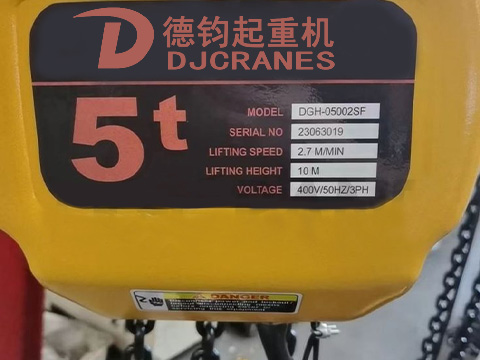 德钧起重机
DJCRANES
5t
MODEL DGH-05002SF
SERIAL NO 23063019
LIFTING SPEED 2.7 M/MIN
LIFTING HEIGHT 10 M
VOLTAGE 400V/50HZ/3PH
DANGER